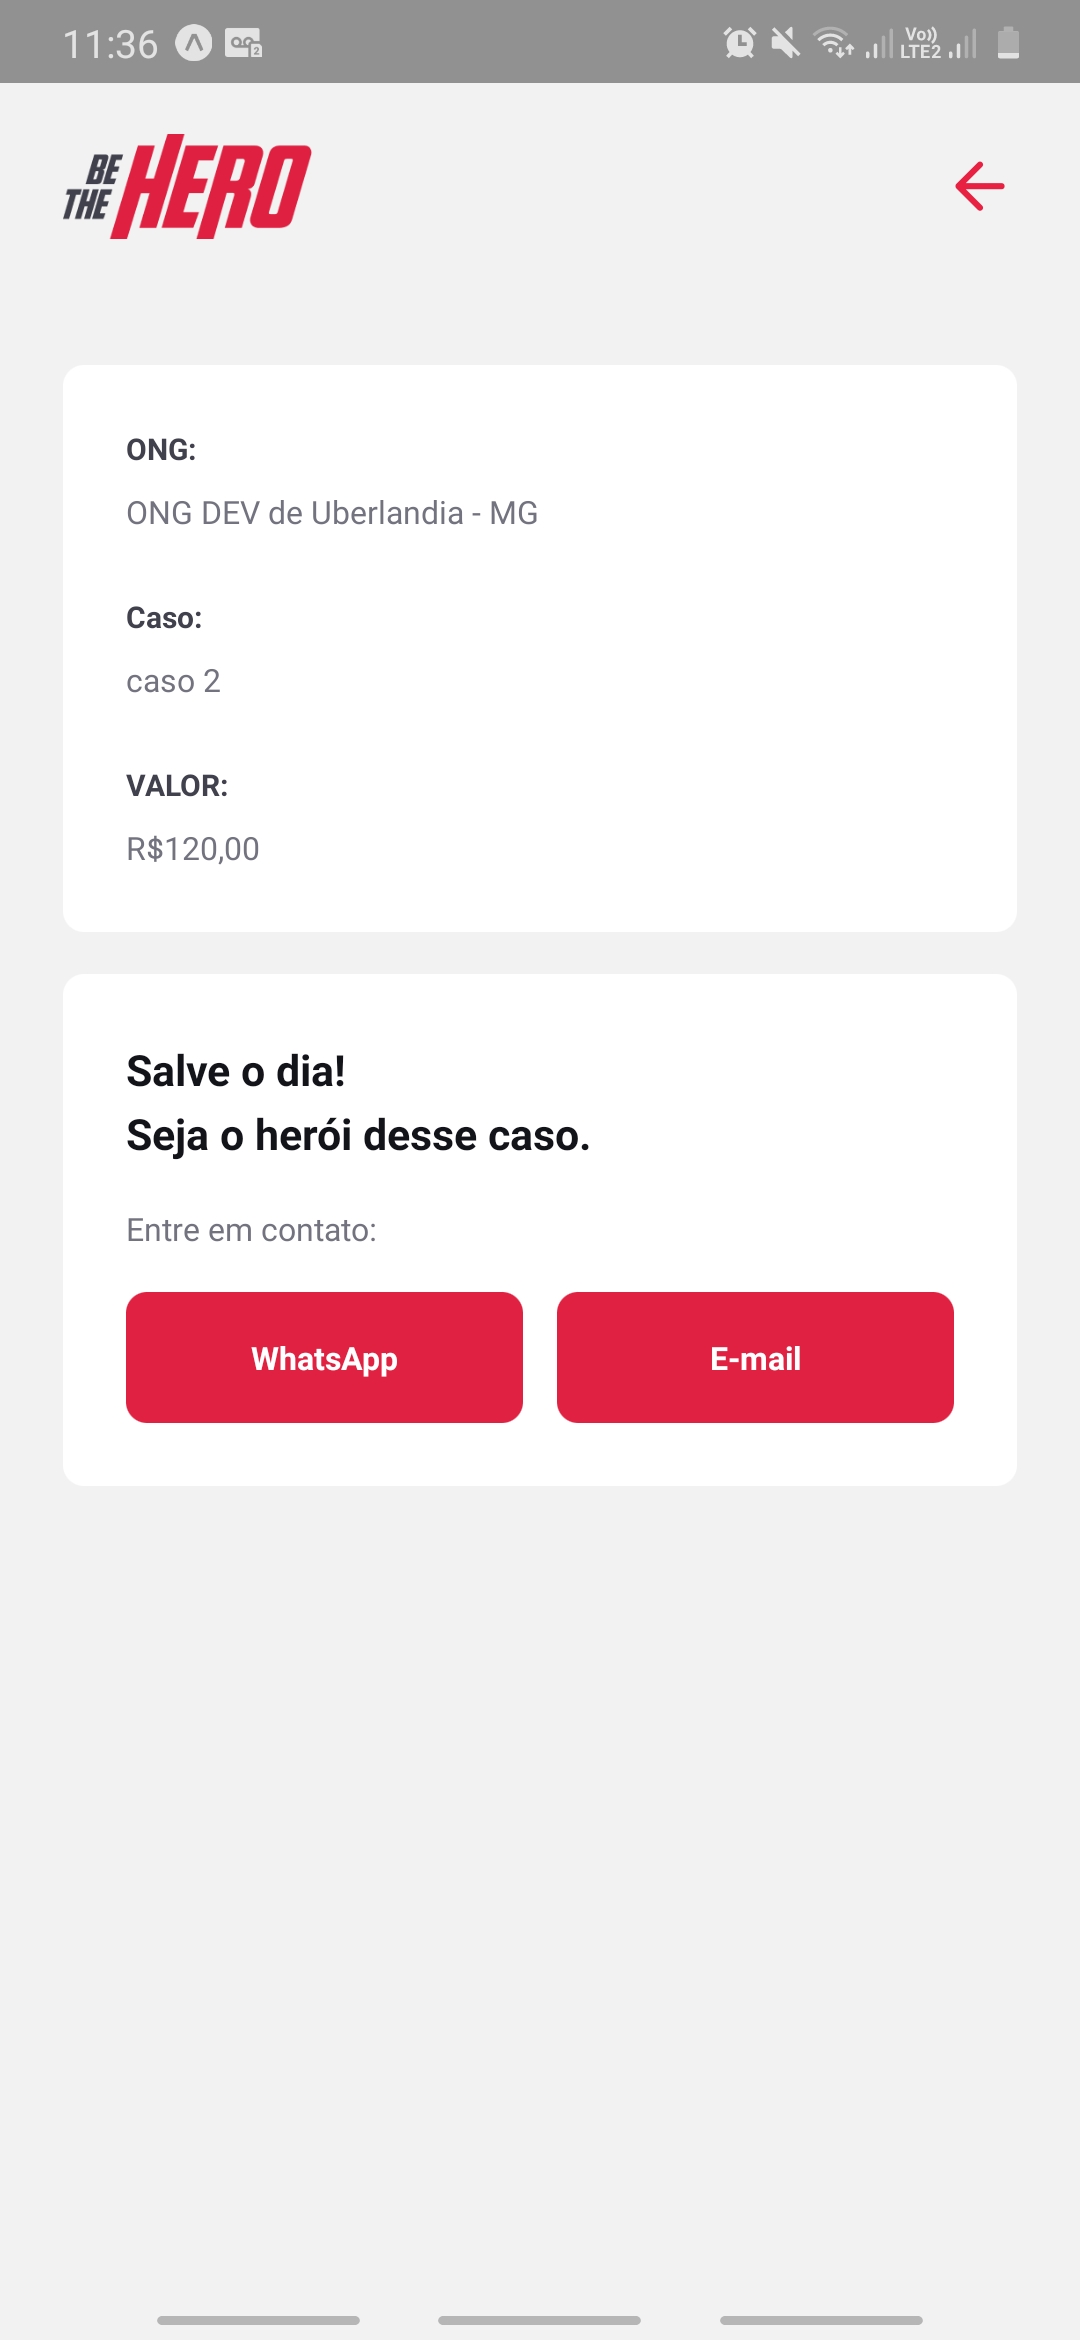 11:36
2
Vo))
LTE2
BE
THE
HERO
ONG:
ONG DEV de Uberlandia - MG
Caso:
caso 2
VALOR:
R$120,00
Salve o dia!
Seja o herói desse caso.
Entre em contato:
WhatsApp
E-mail